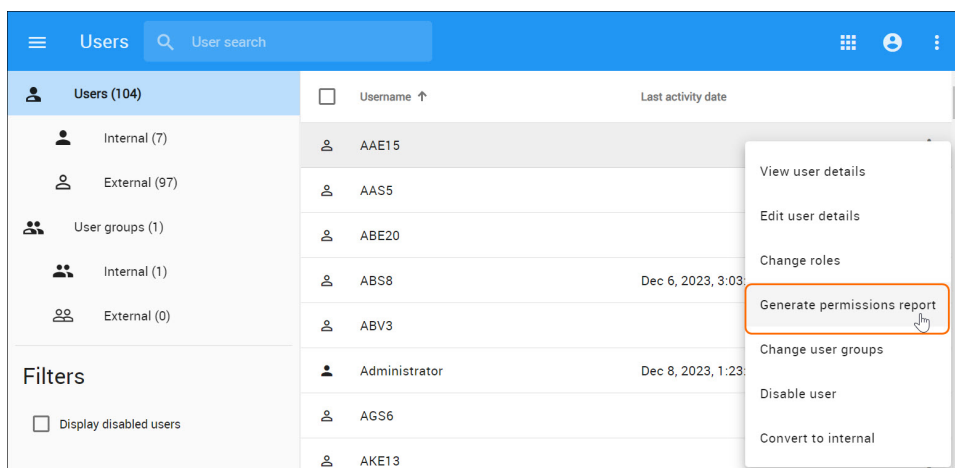 Users
User search
Users (104)
Internal (7)
External (97)
User groups (1)
Internal (1)
External (0)
Filters
Display disabled users
Username ↑ Last activity date
AAE15
AAS5
ABE20
ABS8 Dec 6, 2023, 3:03:
ABV3
Administrator Dec 8, 2023, 1:23:
AGS6
AKE13
View user details
Edit user details
Change roles
Generate permissions report
Change user groups
Disable user
Convert to internal